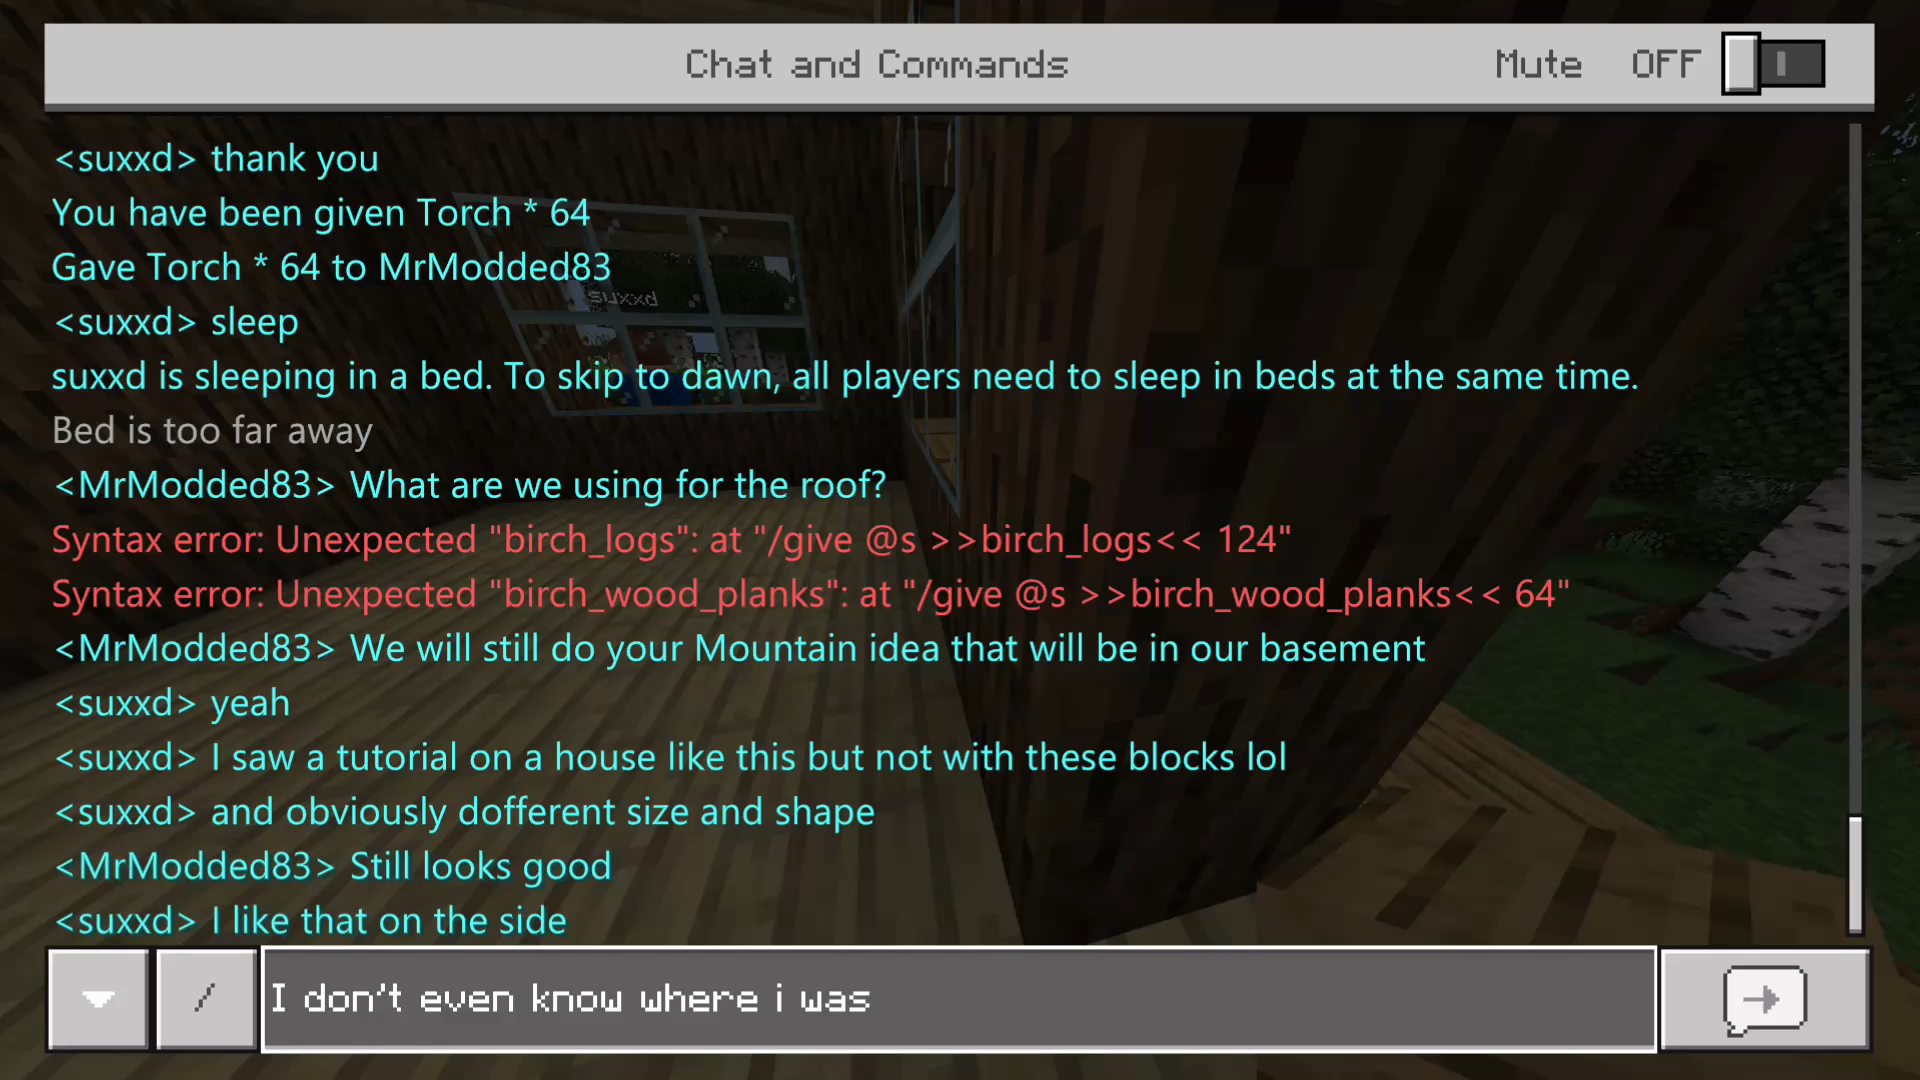 Chat and Commands
Mute OFF
<suxxd> thank you
You have been given Torch * 64
Gave Torch * 64 to MrModded83
suxxd
<suxxd> sleep
suxxd is sleeping in a bed. To skip to dawn, all players need to sleep in beds at the same time.
Bed is too far away
<MrModded83> What are we using for the roof?
Syntax error: Unexpected "birch_logs": at "/give @s >>birch_logs<< 124"
Syntax error: Unexpected "birch_wood_planks": at "/give @s >>birch_wood_planks<< 64"
<MrModded83> We will still do your Mountain idea that will be in our basement
<suxxd> yeah
<suxxd> I saw a tutorial on a house like this but not with these blocks lol
<suxxd> and obviously dofferent size and shape
<MrModded83> Still looks good
<suxxd> I like that on the side
/ I don't even know where i was